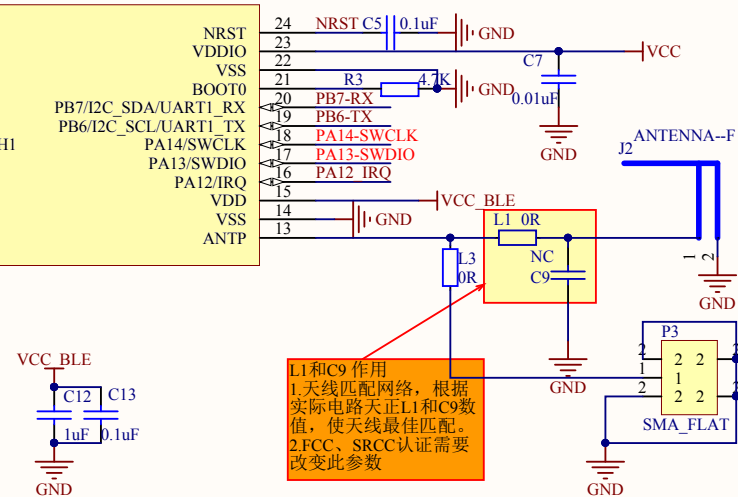 NRST 24 NRST C5 0.1uF GND
VDDIO 23 VCC
VSS 22
BOOT0 21 R3 4.7K GND C7 0.01uF
PB7/I2C_SDA/UART1_RX 20 PB7-RX
PB6/I2C_SCL/UART1_TX 19 PB6-TX
H1 PA14/SWCLK 18 PA14-SWCLK
PA13/SWDIO 17 PA13-SWDIO
PA12/IRQ 16 PA12 IRQ
VDD 15 VCC_BLE
VSS 14 GND
ANTP 13
GND
J2 ANTENNA--F
1 2
GND
L1 0R
NC
C9
GND
L3
0R
L1和C9 作用
1.天线匹配网络，根据
实际电路天正L1和C9数
值，使天线最佳匹配。
2.FCC、SRCC认证需要
改变此参数
P3
2 2 2 2
1 1
2 2 2 2
SMA_FLAT
GND
VCC_BLE
C12 C13
1uF 0.1uF
GND